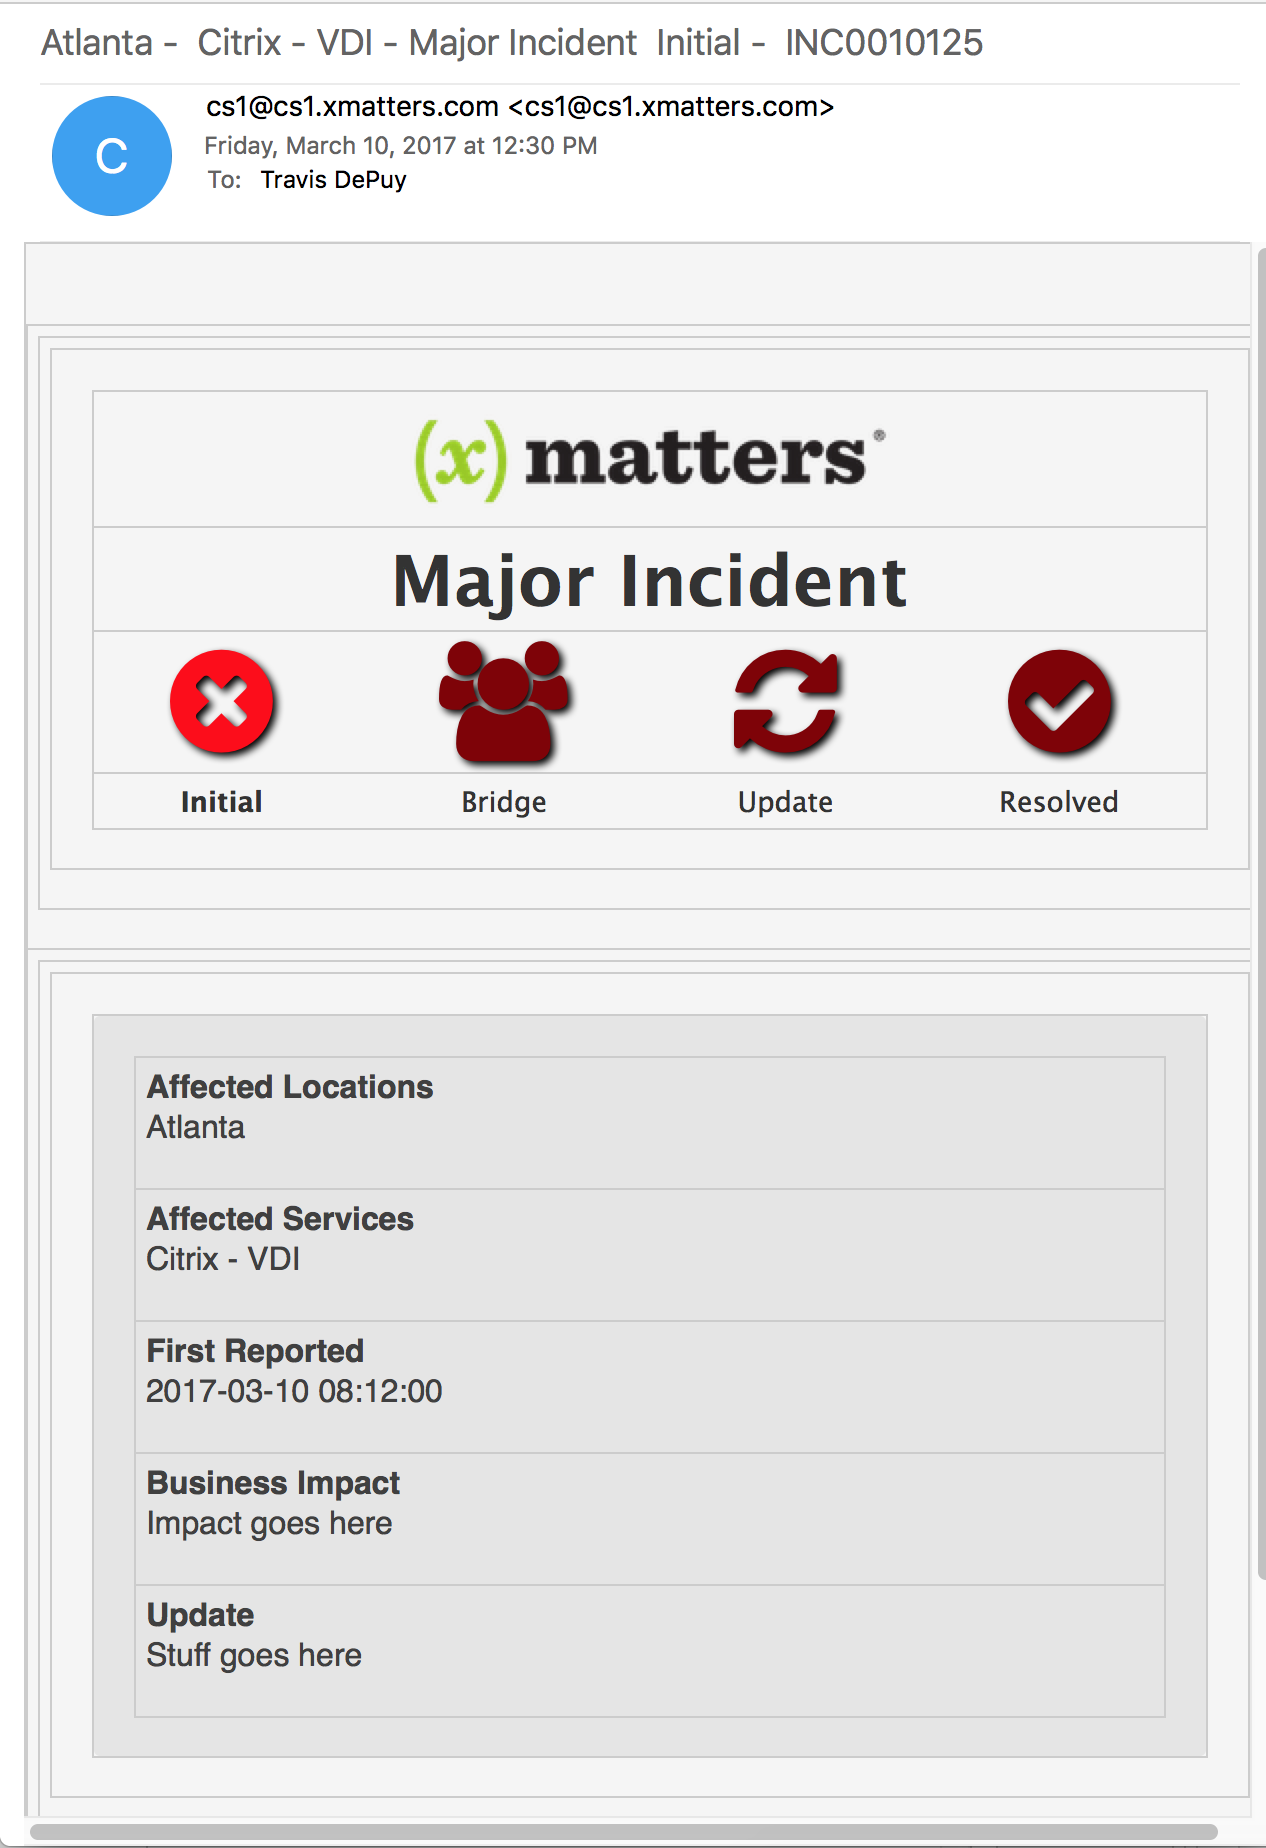 Atlanta -  Citrix - VDI - Major Incident  Initial -  INC0010125
cs1@cs1.xmatters.com <cs1@cs1.xmatters.com>
C
Friday, March 10, 2017 at 12:30 PM
To: Travis DePuy
(x) matters®
Major Incident
Initial Bridge Update Resolved
Affected Locations
Atlanta
Affected Services
Citrix - VDI
First Reported
2017-03-10 08:12:00
Business Impact
Impact goes here
Update
Stuff goes here